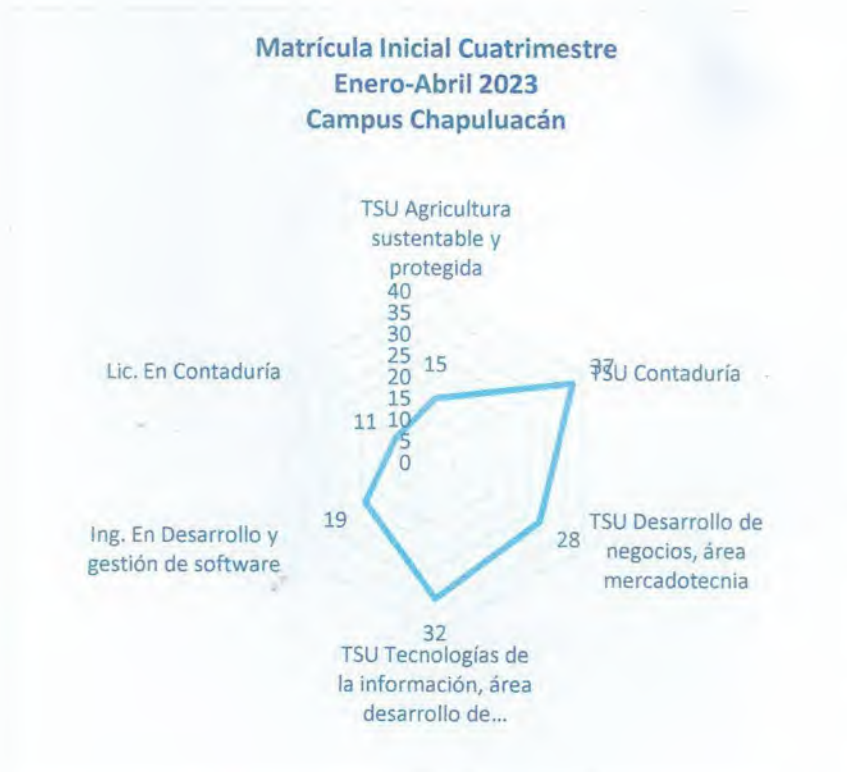 Matrícula Inicial Cuatrimestre
Enero-Abril 2023
Campus Chapuluacán
TSU Agricultura
sustentable y
protegida
40
35
30
25
20
15
10
5
0
15
37
TSU Contaduría
28
TSU Desarrollo de
negocios, área
mercadotecnia
32
TSU Tecnologías de
la información, área
desarrollo de...
19
Ing. En Desarrollo y
gestión de software
11
Lic. En Contaduría